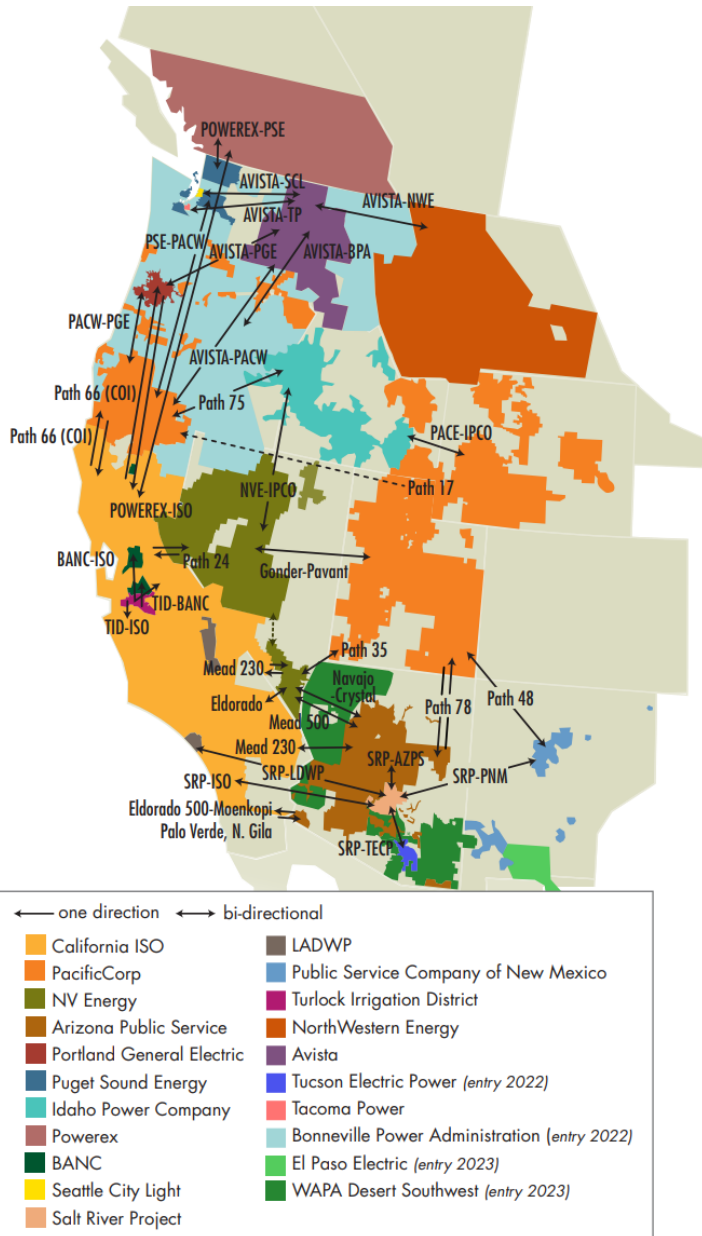 POWEREX-PSE
AVISTA-SCL
AVISTA-NWE
AVISTA-TP
PSE-PACW
AVISTA-PGE
AVISTA-BPA
PACW-PGE
AVISTA-PACW
Path 66 (COI)
Path 75
Path 66 (COI)
PACE-IPCO
NVE-IPCO
Path 17
POWEREX-ISO
BANC-ISO
Path 24
Gonder-Pavant
TID-BANC
TID-ISO
Path 35
Mead 230
Navajo
-Crystal
Eldorado
Path 48
Path 78
Mead 500
Mead 230
SRP-AZPS
SRP-LDWP
SRP-PNM
SRP-ISO
Eldorado 500-Moenkopi
Palo Verde, N. Gila
SRP-TECP
one direction
bi-directional
California ISO
PacificCorp
NV Energy
Arizona Public Service
Portland General Electric
Puget Sound Energy
Idaho Power Company
Powerex
BANC
Seattle City Light
Salt River Project
LADWP
Public Service Company of New Mexico
Turlock Irrigation District
NorthWestern Energy
Avista
Tucson Electric Power (entry 2022)
Tacoma Power
Bonneville Power Administration (entry 2022)
El Paso Electric (entry 2023)
WAPA Desert Southwest (entry 2023)